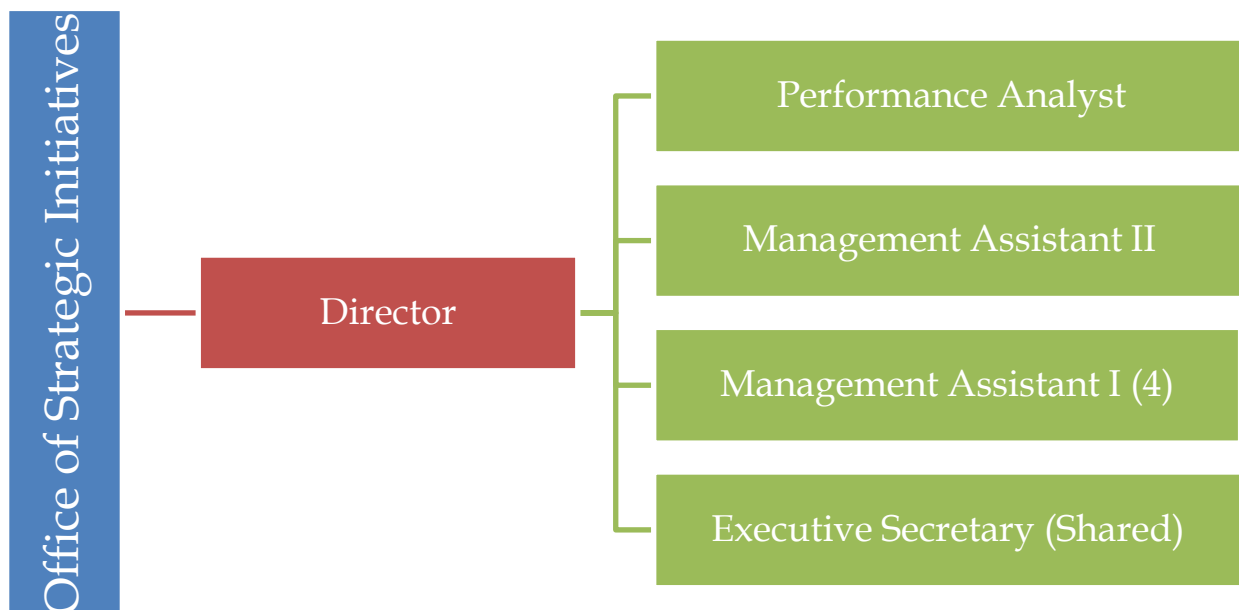 Office of Strategic Initiatives
Director
Performance Analyst
Management Assistant II
Management Assistant I (4)
Executive Secretary (Shared)